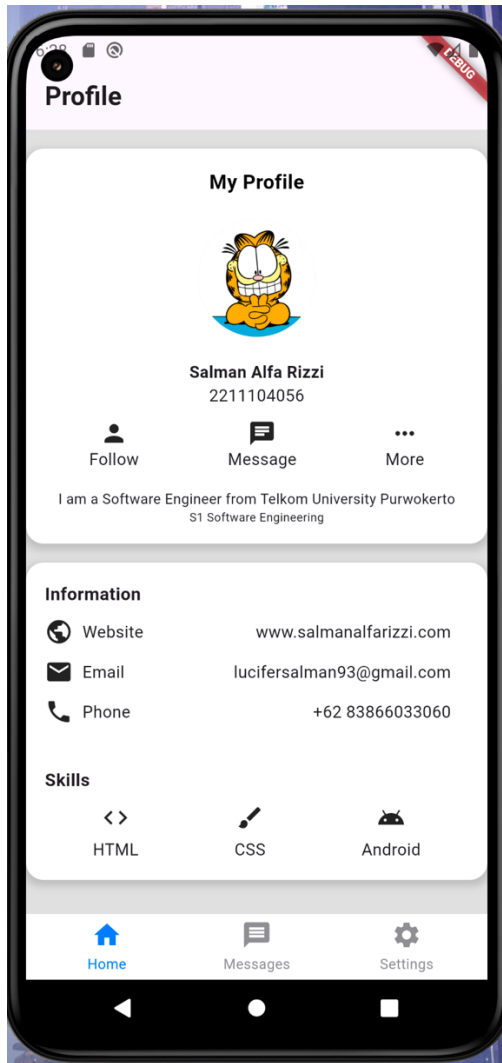 DEBUG
Profile
My Profile
Salman Alfa Rizzi
2211104056
Follow Message More
I am a Software Engineer from Telkom University Purwokerto
S1 Software Engineering
Information
Website www.salmanalfarizzi.com
Email lucifersalman93@gmail.com
Phone +62 83866033060
Skills
HTML CSS Android
Home Messages Settings